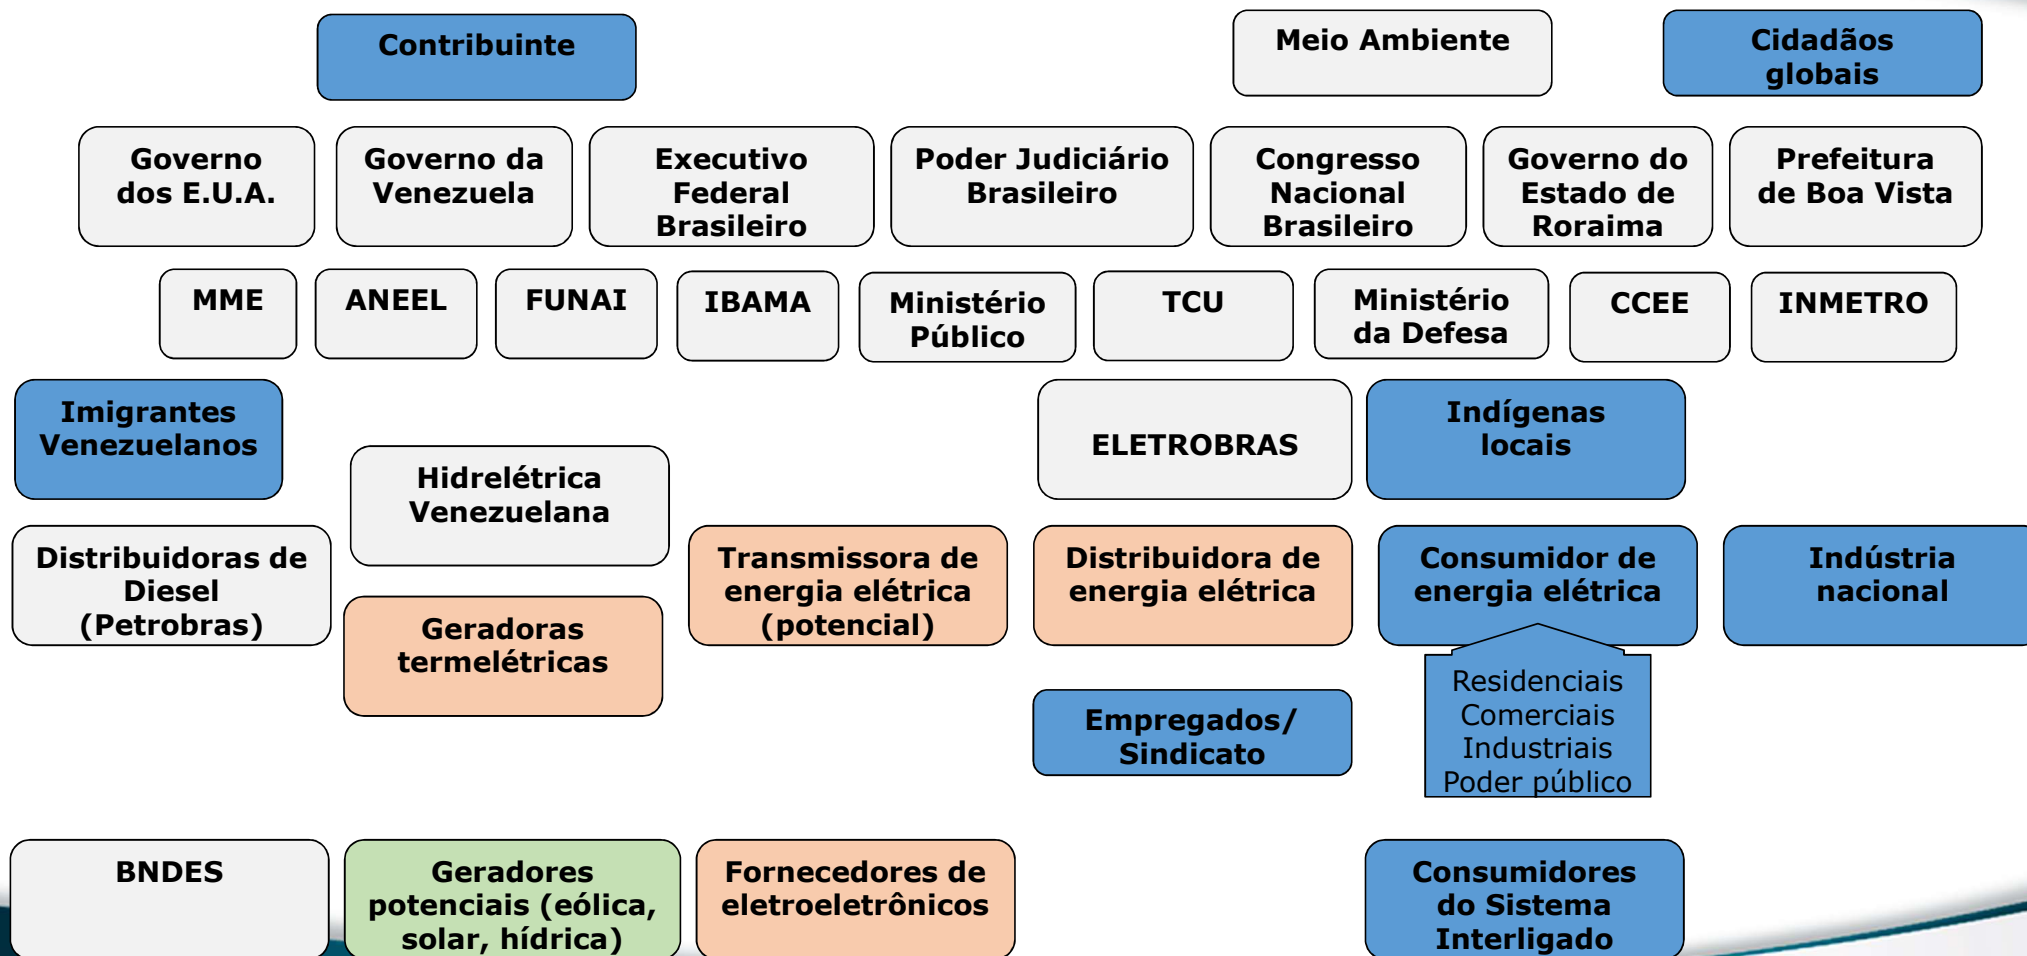 Contribuinte
Meio Ambiente
Cidadãos
globais
Governo
dos E.U.A.
Governo da
Venezuela
Executivo
Federal
Brasileiro
Poder Judiciário
Brasileiro
Congresso
Nacional
Brasileiro
Governo do
Estado de
Roraima
Prefeitura
de Boa Vista
MME
ANEEL
FUNAI
IBAMA
Ministério
Público
TCU
Ministério
da Defesa
CCEE
INMETRO
Imigrantes
Venezuelanos
Hidrelétrica
Venezuelana
ELETROBRAS
Indígenas
locais
Distribuidoras de
Diesel
(Petrobras)
Geradoras
termelétricas
Transmissora de
energia elétrica
(potencial)
Distribuidora de
energia elétrica
Consumidor de
energia elétrica
Indústria
nacional
Residenciais
Comerciais
Industriais
Poder público
Empregados/
Sindicato
BNDES
Geradores
potenciais (eólica,
solar, hídrica)
Fornecedores de
eletroeletrônicos
Consumidores
do Sistema
Interligado